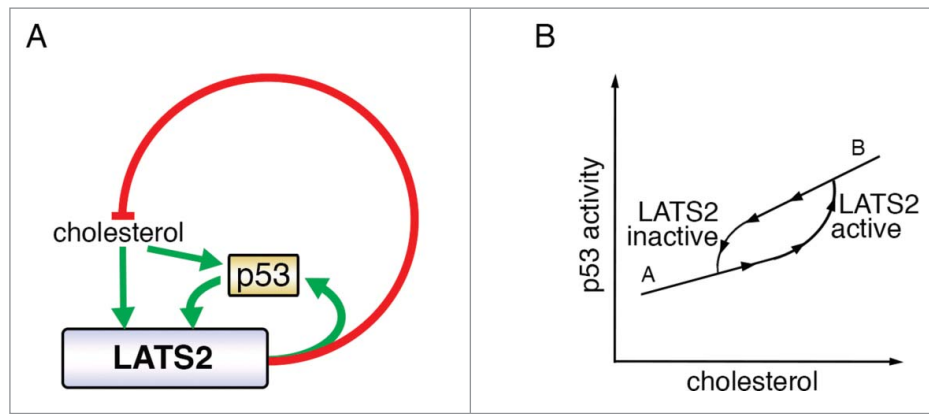 A
cholesterol
p53
LATS2
B
p53 activity
B
LATS2
inactive
LATS2
active
A
cholesterol